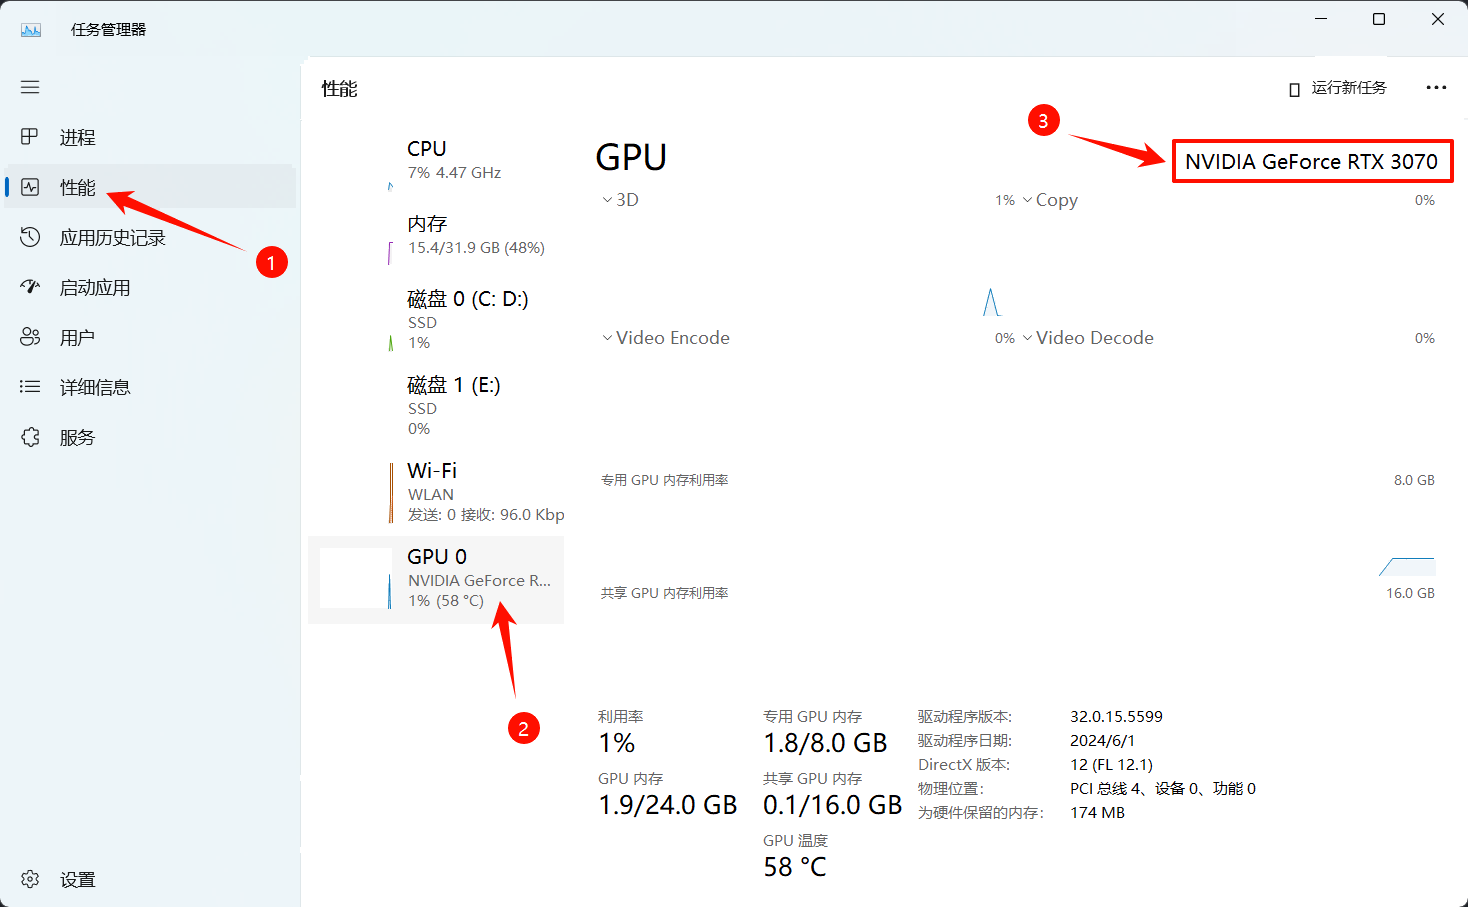 任务管理器
性能
运行新任务
进程
性能
应用历史记录
启动应用
用户
详细信息
服务
设置
1
CPU
7% 4.47 GHz
内存
15.4/31.9 GB (48%)
磁盘 0 (C: D:)
SSD
1%
磁盘 1 (E:)
SSD
0%
Wi-Fi
WLAN
发送: 0 接收: 96.0 Kbp
GPU 0
NVIDIA GeForce R...
1% (58 °C)
2
GPU
3
NVIDIA GeForce RTX 3070
3D 1%
Copy 0%
Video Encode 0%
Video Decode 0%
专用 GPU 内存利用率 8.0 GB
共享 GPU 内存利用率 16.0 GB
利用率
1%
GPU 内存
1.9/24.0 GB
专用 GPU 内存
1.8/8.0 GB
共享 GPU 内存
0.1/16.0 GB
GPU 温度
58 °C
驱动程序版本: 32.0.15.5599
驱动程序日期: 2024/6/1
DirectX 版本: 12 (FL 12.1)
物理位置: PCI 总线 4、设备 0、功能 0
为硬件保留的内存: 174 MB